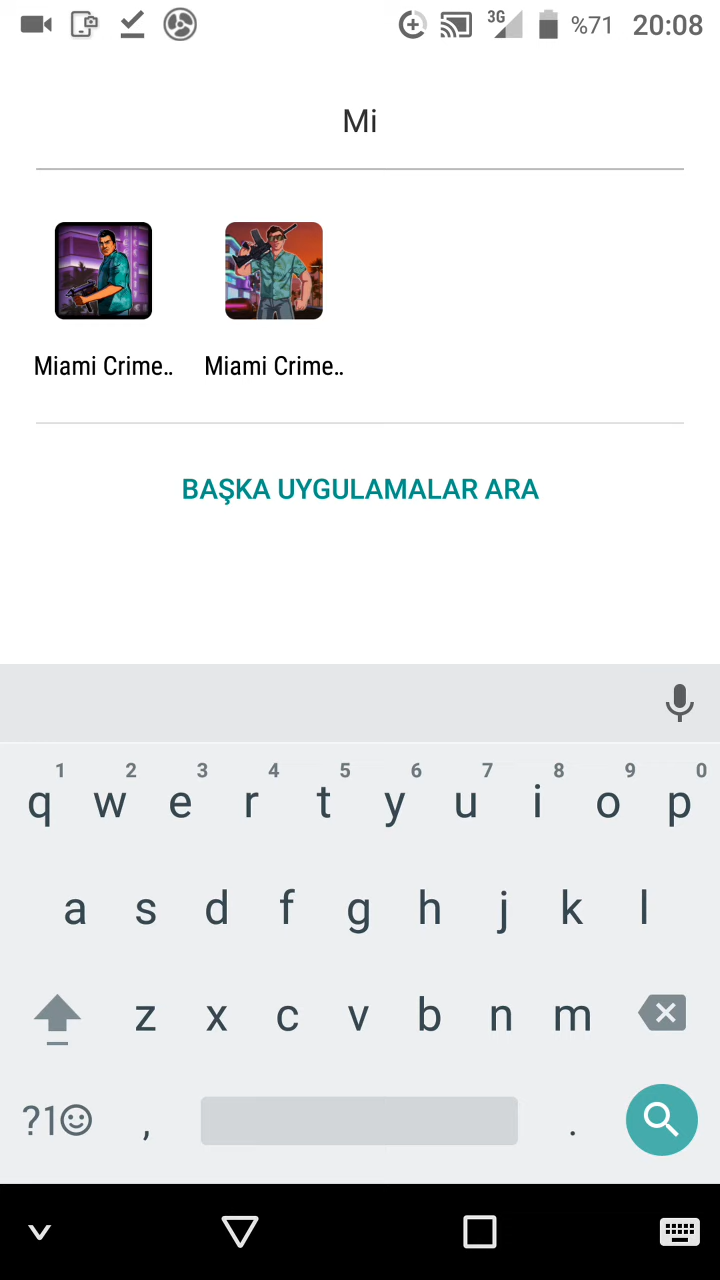 3G %71 20:08
Mi
Miami Crime.. Miami Crime..
BAŞKA UYGULAMALAR ARA
1 2 3 4 5 6 7 8 9 0
q w e r t y u i o p
a s d f g h j k l
z x c v b n m
?1 , .